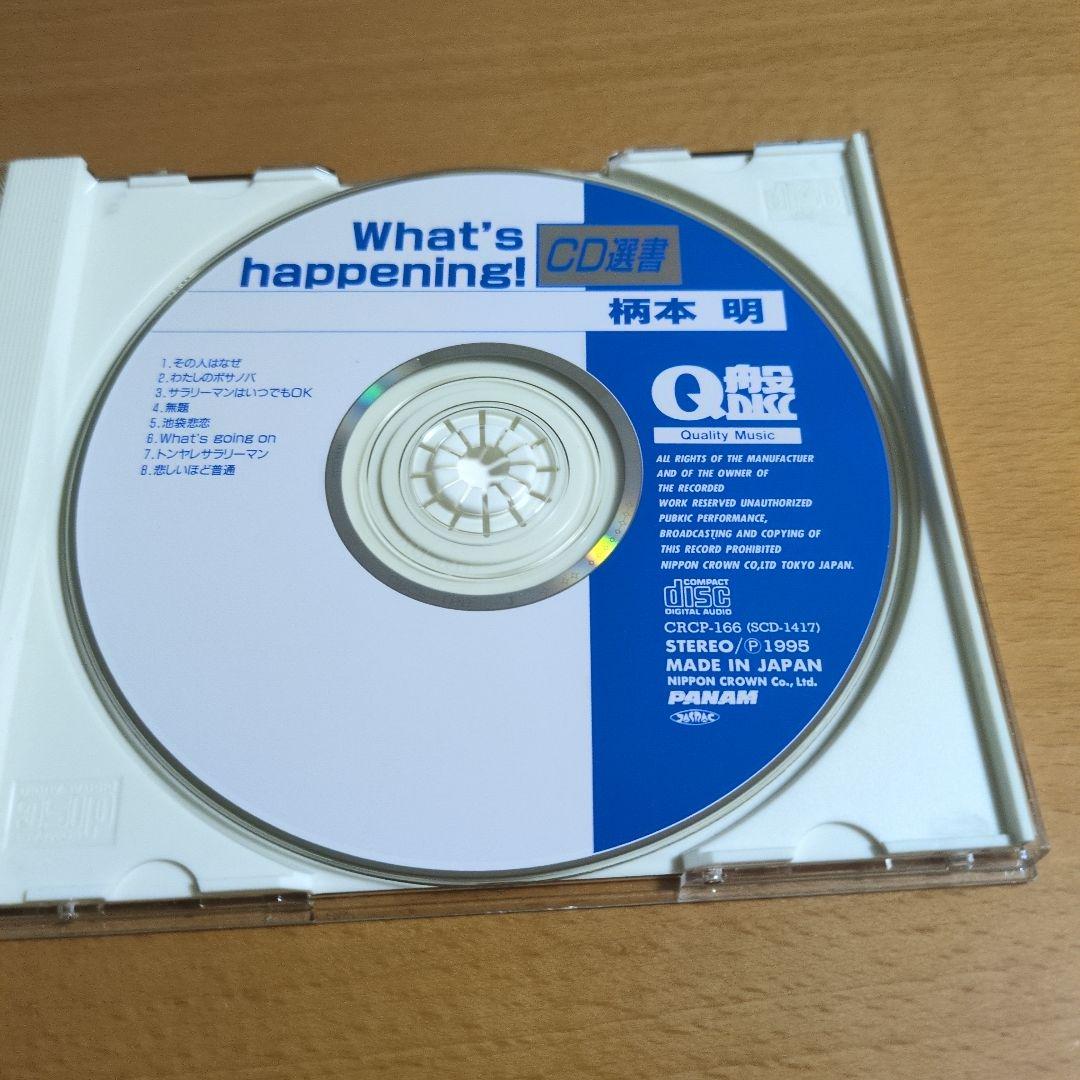 What's
happening!
CD選書
柄本 明
1.その人はなぜ
2.わたしのボサノバ
3.サラリーマンはいつでもOK
4.無題
5.池袋悲恋
6.What's going on
7.トンヤレサラリーマン
8.悲しいほど普通
Q盤
DISC
Quality Music
ALL RIGHTS OF THE MANUFACTUER
AND OF THE OWNER OF
THE RECORDED
WORK RESERVED UNAUTHORIZED
PUBKIC PERFORMANCE,
BROADCASTING AND COPYING OF
THIS RECORD PROHIBITED
NIPPON CROWN CO,LTD TOKYO JAPAN.
COMPACT
disc
DIGITAL AUDIO
CRCP-166 (SCD-1417)
STEREO/Ⓟ1995
MADE IN JAPAN
NIPPON CROWN Co., Ltd.
PANAM
JASRAC